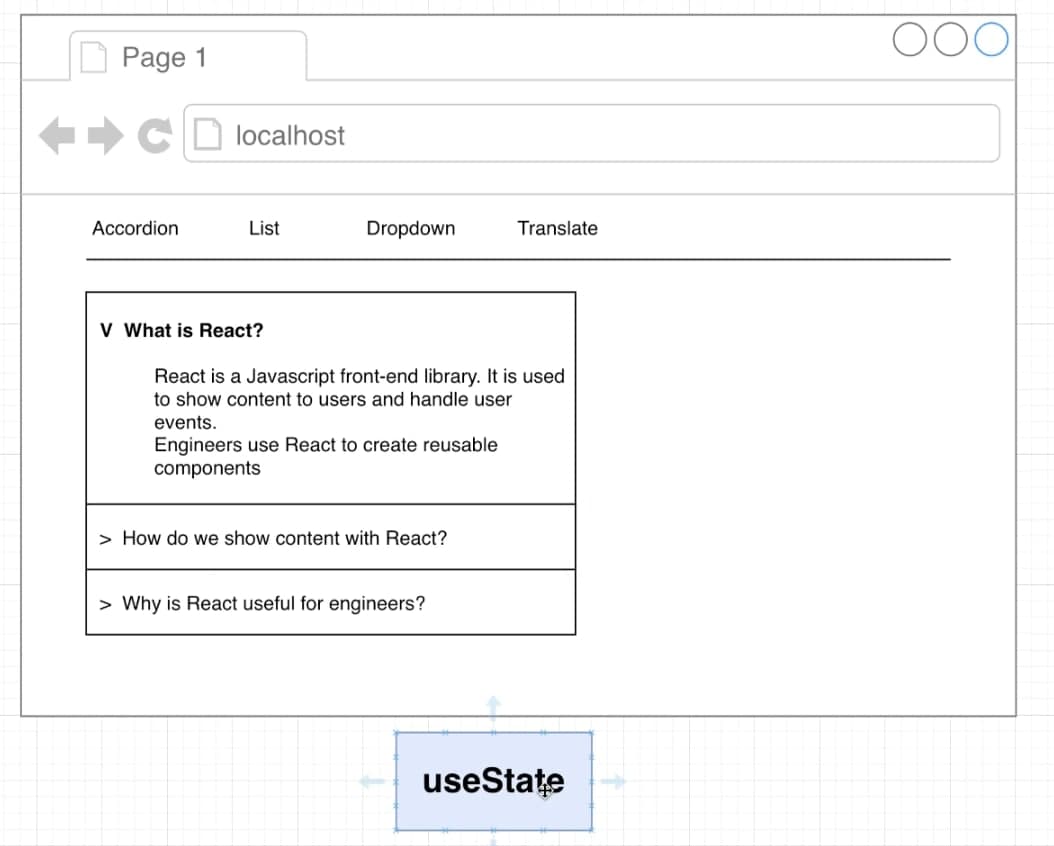 Page 1
localhost
Accordion List Dropdown Translate
V What is React?
React is a Javascript front-end library. It is used
to show content to users and handle user
events.
Engineers use React to create reusable
components
> How do we show content with React?
> Why is React useful for engineers?
useState